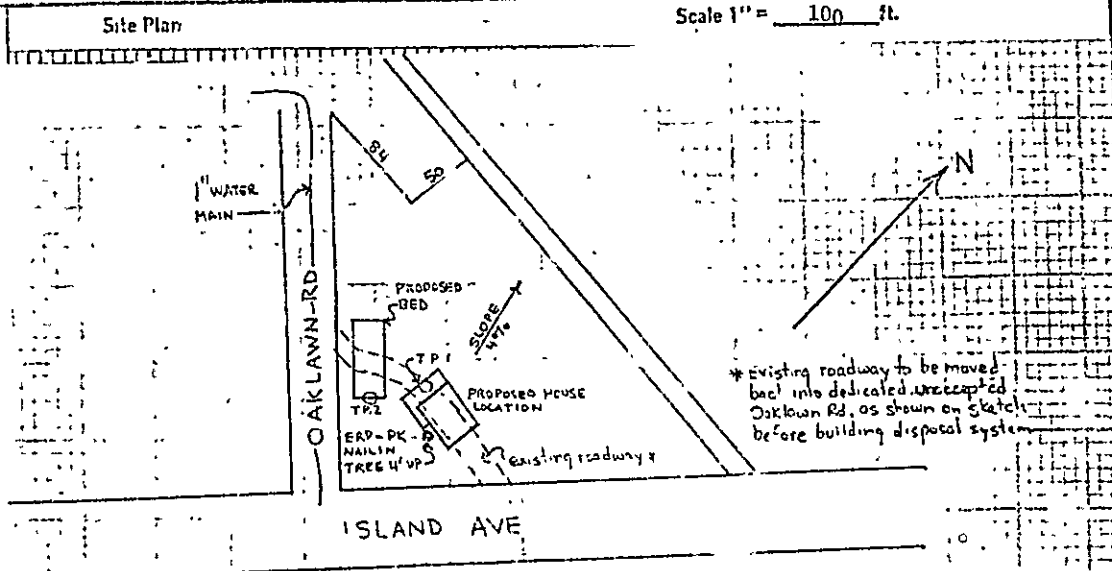 Site Plan
Scale 1" = 100 ft.
84
50
N
1" WATER
MAIN
OAKLAWN RD
PROPOSED
BED
SLOPE
4%
T.P.1
TP.2
PROPOSED HOUSE
LOCATION
ERP-PK-
NAIL IN
TREE 4' UP
Existing roadway *
* Existing roadway to be moved
back into dedicated unaccepted
Oaklawn Rd. as shown on sketch
before building disposal system
ISLAND AVE